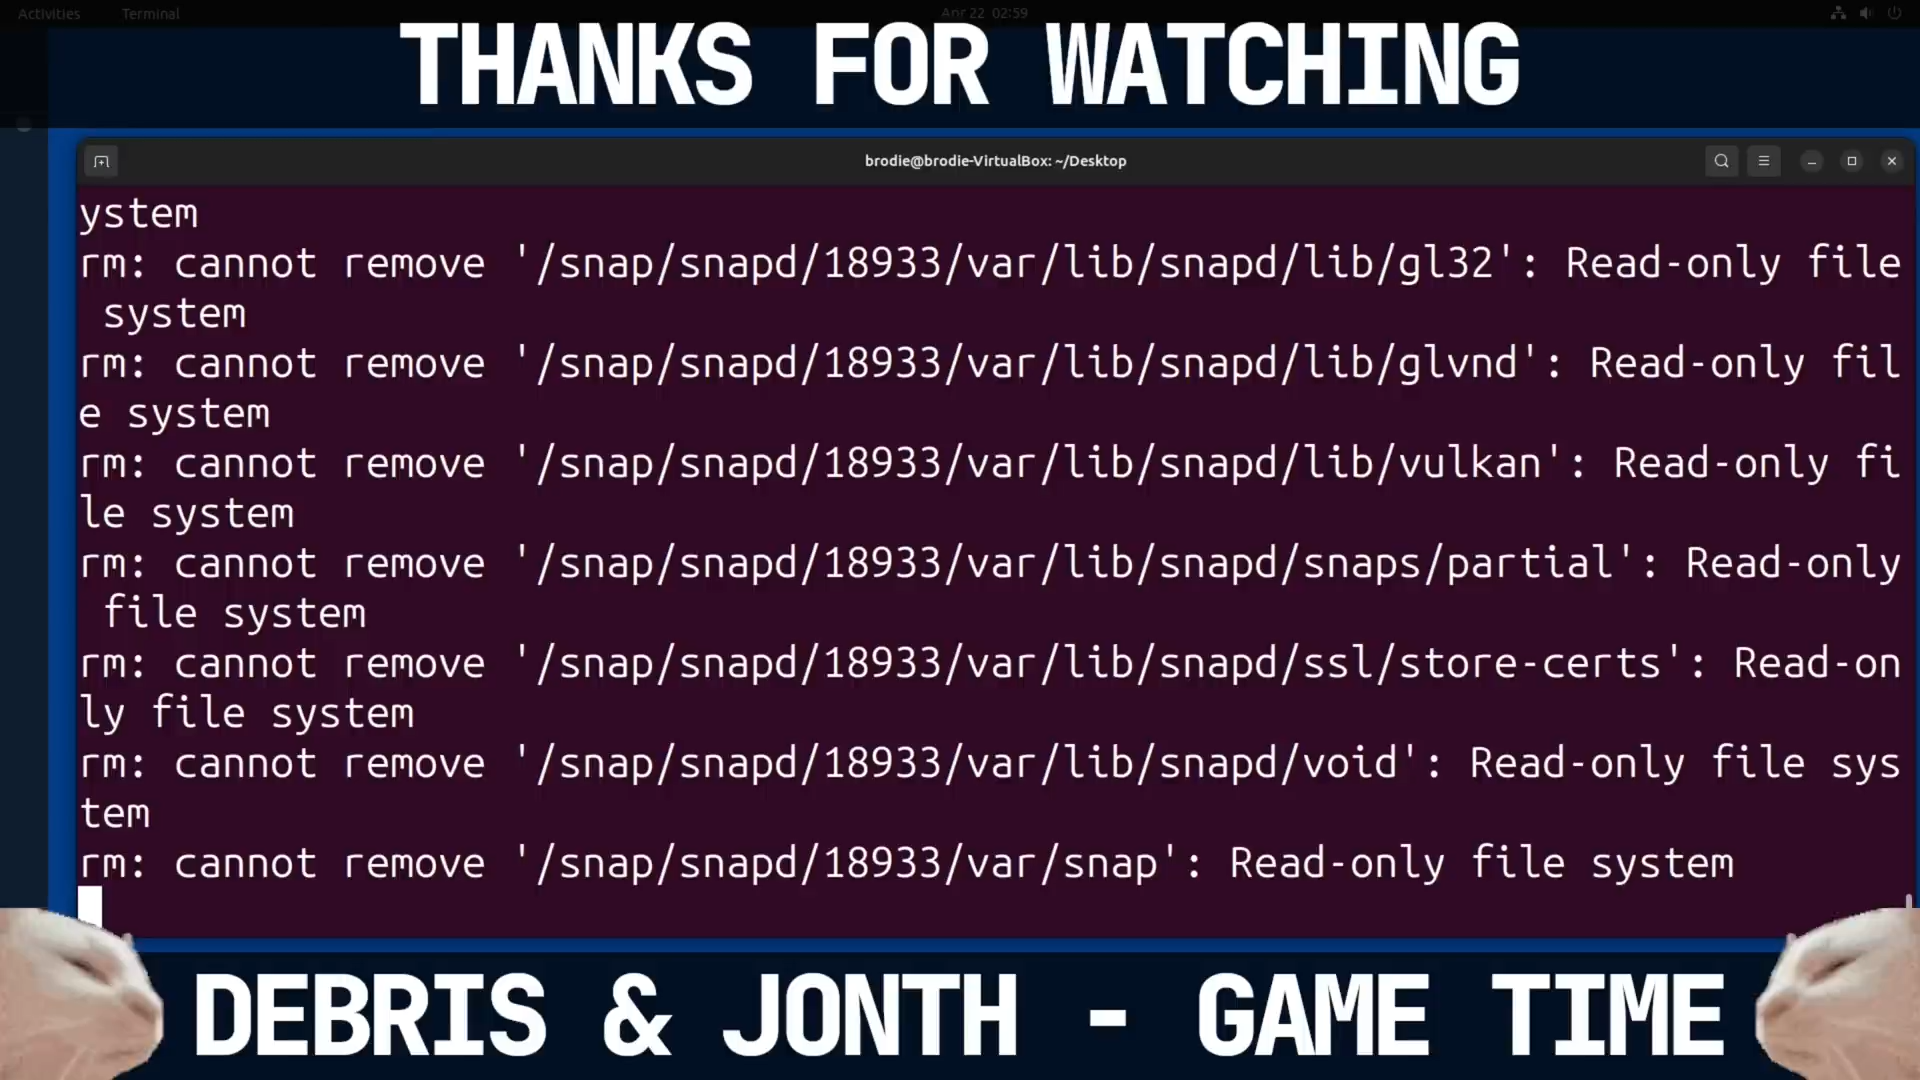 Activities Terminal Apr 22 02:59
THANKS FOR WATCHING
brodie@brodie-VirtualBox: ~/Desktop
ystem
rm: cannot remove '/snap/snapd/18933/var/lib/snapd/lib/gl32': Read-only file
 system
rm: cannot remove '/snap/snapd/18933/var/lib/snapd/lib/glvnd': Read-only fil
e system
rm: cannot remove '/snap/snapd/18933/var/lib/snapd/lib/vulkan': Read-only fi
le system
rm: cannot remove '/snap/snapd/18933/var/lib/snapd/snaps/partial': Read-only
 file system
rm: cannot remove '/snap/snapd/18933/var/lib/snapd/ssl/store-certs': Read-on
ly file system
rm: cannot remove '/snap/snapd/18933/var/lib/snapd/void': Read-only file sys
tem
rm: cannot remove '/snap/snapd/18933/var/snap': Read-only file system
DEBRIS & JONTH - GAME TIME